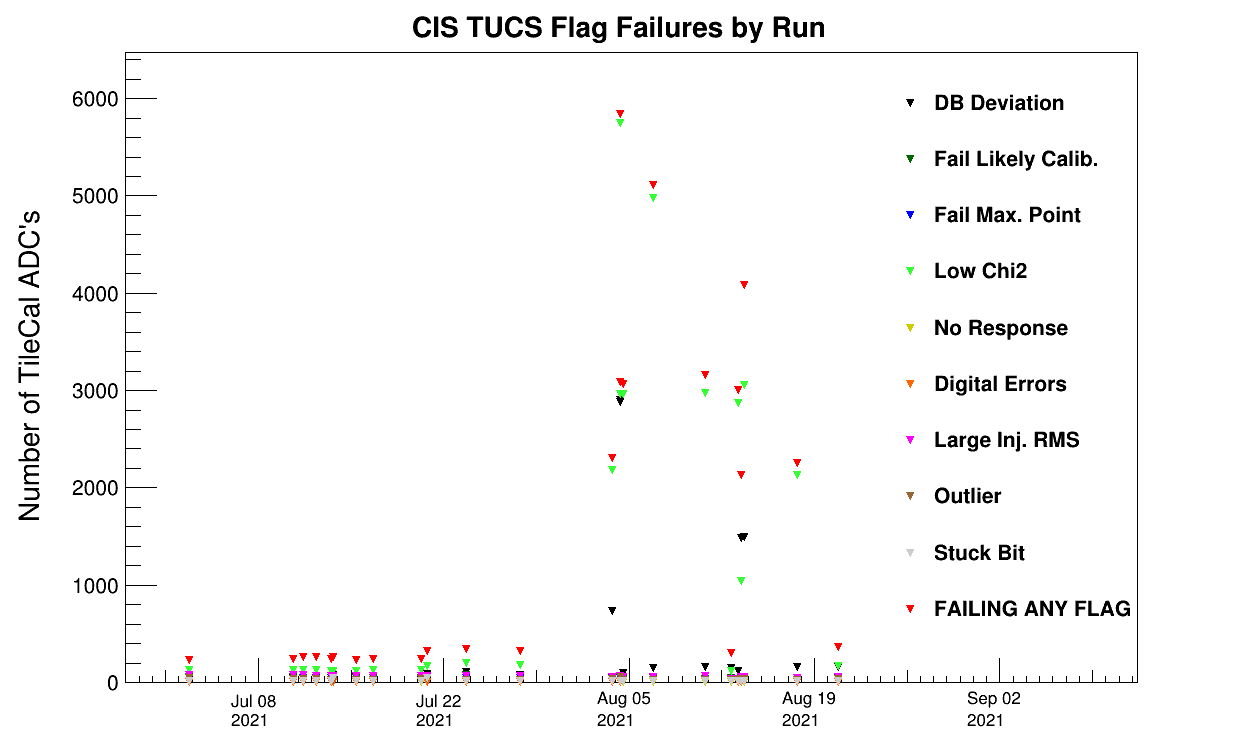 CIS TUCS Flag Failures by Run
Number of TileCal ADC's
6000
5000
4000
3000
2000
1000
0
DB Deviation
Fail Likely Calib.
Fail Max. Point
Low Chi2
No Response
Digital Errors
Large Inj. RMS
Outlier
Stuck Bit
FAILING ANY FLAG
Jul 08
2021
Jul 22
2021
Aug 05
2021
Aug 19
2021
Sep 02
2021